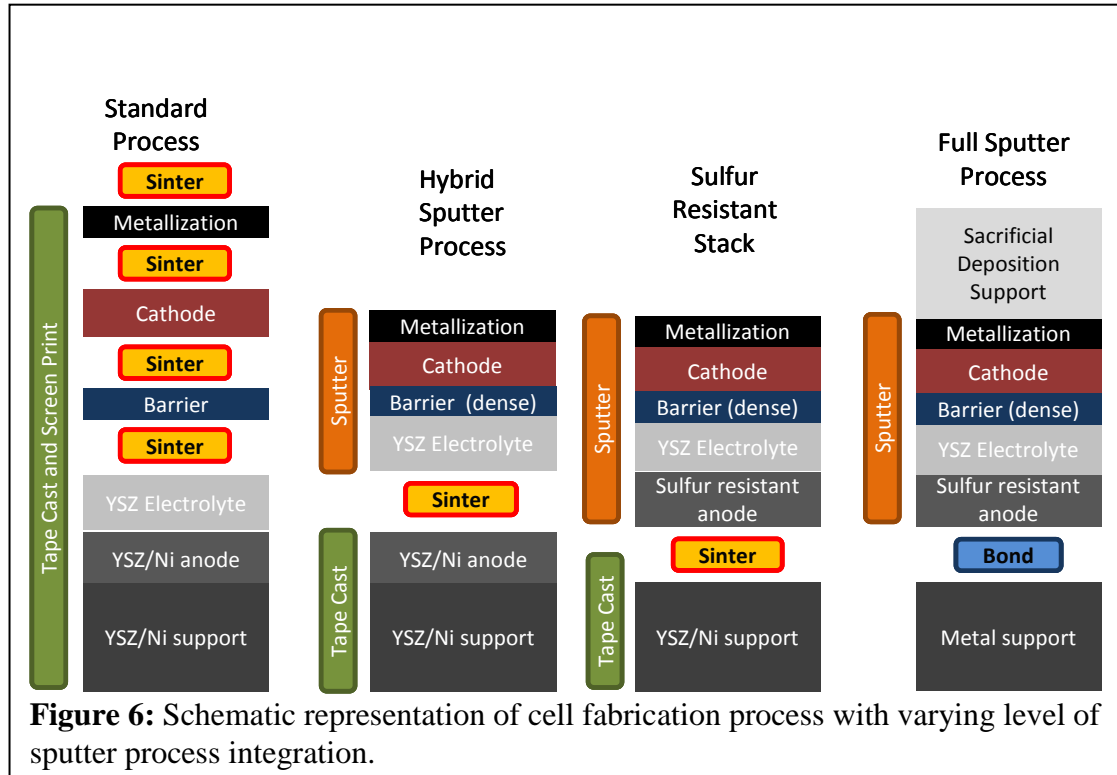 Standard
Process
Sinter
Metallization
Sinter
Cathode
Sinter
Barrier
Sinter
YSZ Electrolyte
YSZ/Ni anode
YSZ/Ni support
Tape Cast and Screen Print
Hybrid
Sputter
Process
Metallization
Cathode
Barrier (dense)
YSZ Electrolyte
Sputter
Sinter
YSZ/Ni anode
YSZ/Ni support
Tape Cast
Sulfur
Resistant
Stack
Metallization
Cathode
Barrier (dense)
YSZ Electrolyte
Sulfur resistant
anode
Sputter
Sinter
YSZ/Ni support
Tape Cast
Full Sputter
Process
Sacrificial
Deposition
Support
Metallization
Cathode
Barrier (dense)
YSZ Electrolyte
Sulfur resistant
anode
Sputter
Bond
Metal support
Figure 6: Schematic representation of cell fabrication process with varying level of
sputter process integration.